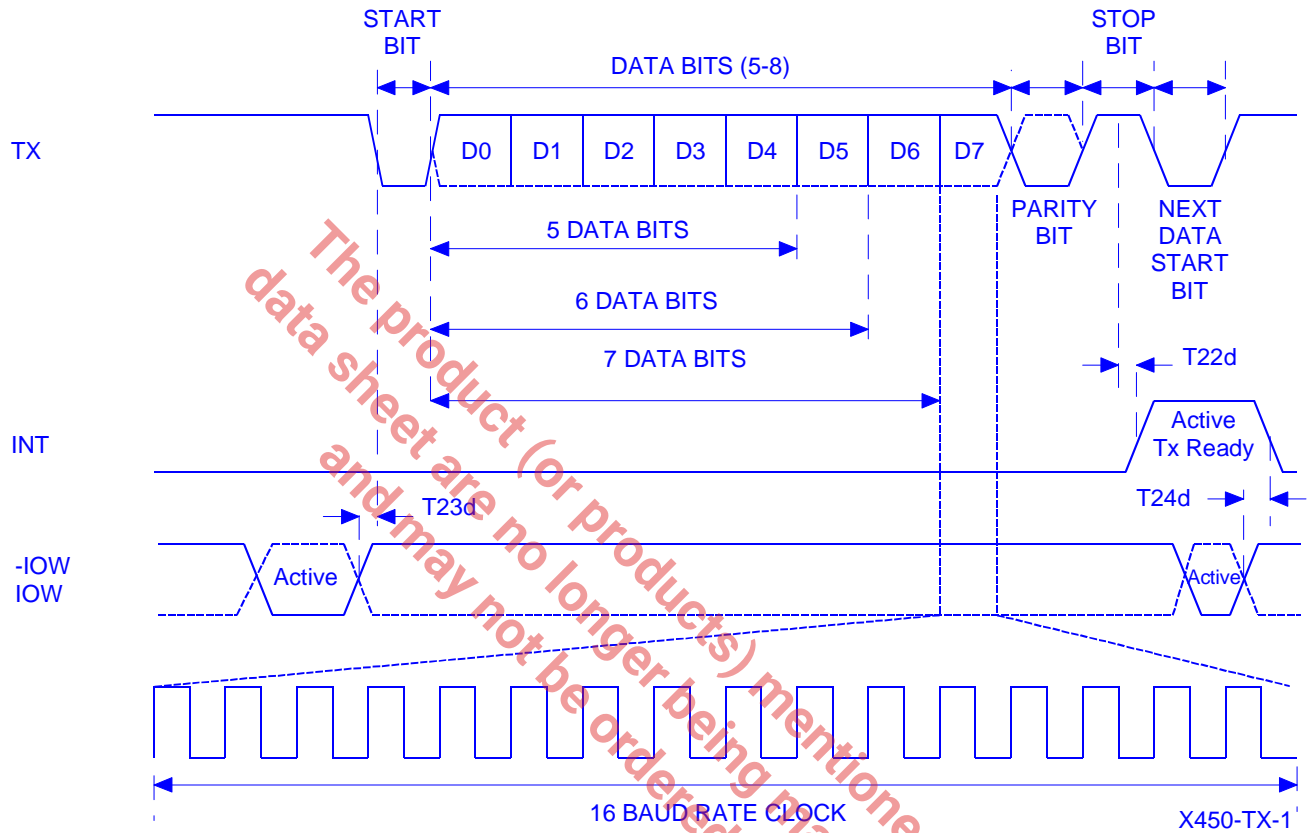 START
BIT
STOP
BIT
DATA BITS (5-8)
TX
D0 D1 D2 D3 D4 D5 D6 D7
PARITY
BIT
NEXT
DATA
START
BIT
5 DATA BITS
6 DATA BITS
7 DATA BITS
T22d
INT
Active
Tx Ready
T23d
T24d
-IOW
IOW
Active
Active
16 BAUD RATE CLOCK
X450-TX-1
The product (or products) mentione
data sheet are no longer being ma
and may not be ordered